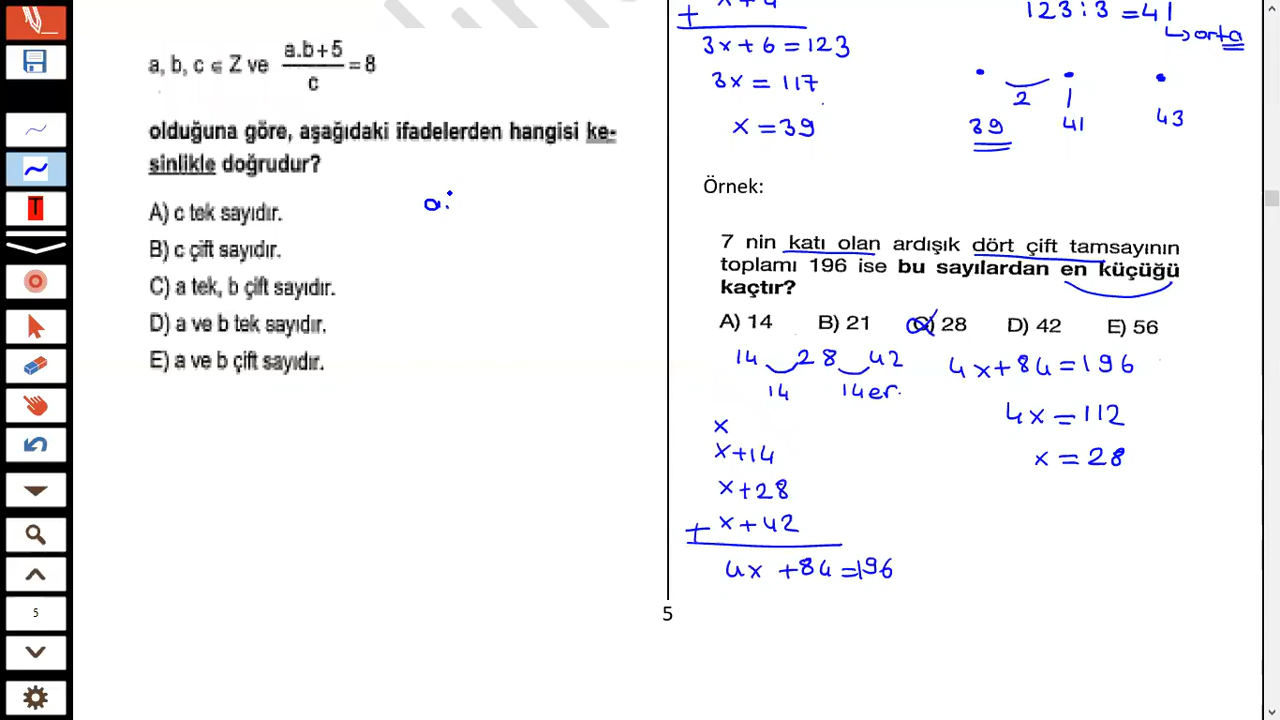 a, b, c ∈ Z ve a.b+5 / c = 8
olduğuna göre, aşağıdaki ifadelerden hangisi ke-
sinlikle doğrudur?
A) c tek sayıdır.
B) c çift sayıdır.
C) a tek, b çift sayıdır.
D) a ve b tek sayıdır.
E) a ve b çift sayıdır.
a.
+
3x+6=123
3x = 117
x =39
123:3 =41
orta
2
39
41
43
Örnek:
7 nin katı olan ardışık dört çift tamsayının
toplamı 196 ise bu sayılardan en küçüğü
kaçtır?
A) 14 B) 21 C) 28 D) 42 E) 56
14 28 42
14 14er.
x
x+14
x+28
+ x+42
4x +84=196
4x+84=196
4x =112
x = 28
5
T
5